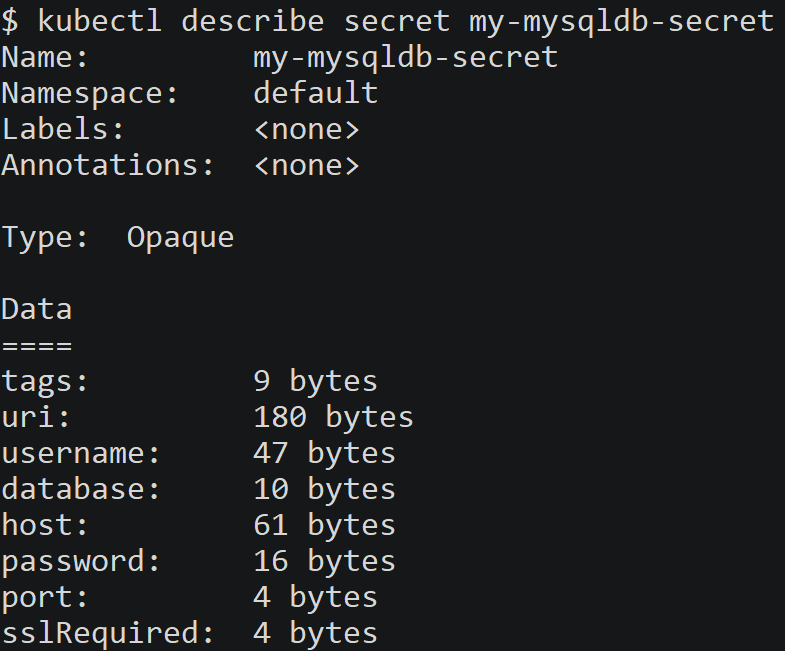 $ kubectl describe secret my-mysqldb-secret
Name:         my-mysqldb-secret
Namespace:    default
Labels:       <none>
Annotations:  <none>

Type:  Opaque

Data
====
tags:         9 bytes
uri:          180 bytes
username:     47 bytes
database:     10 bytes
host:         61 bytes
password:     16 bytes
port:         4 bytes
sslRequired:  4 bytes